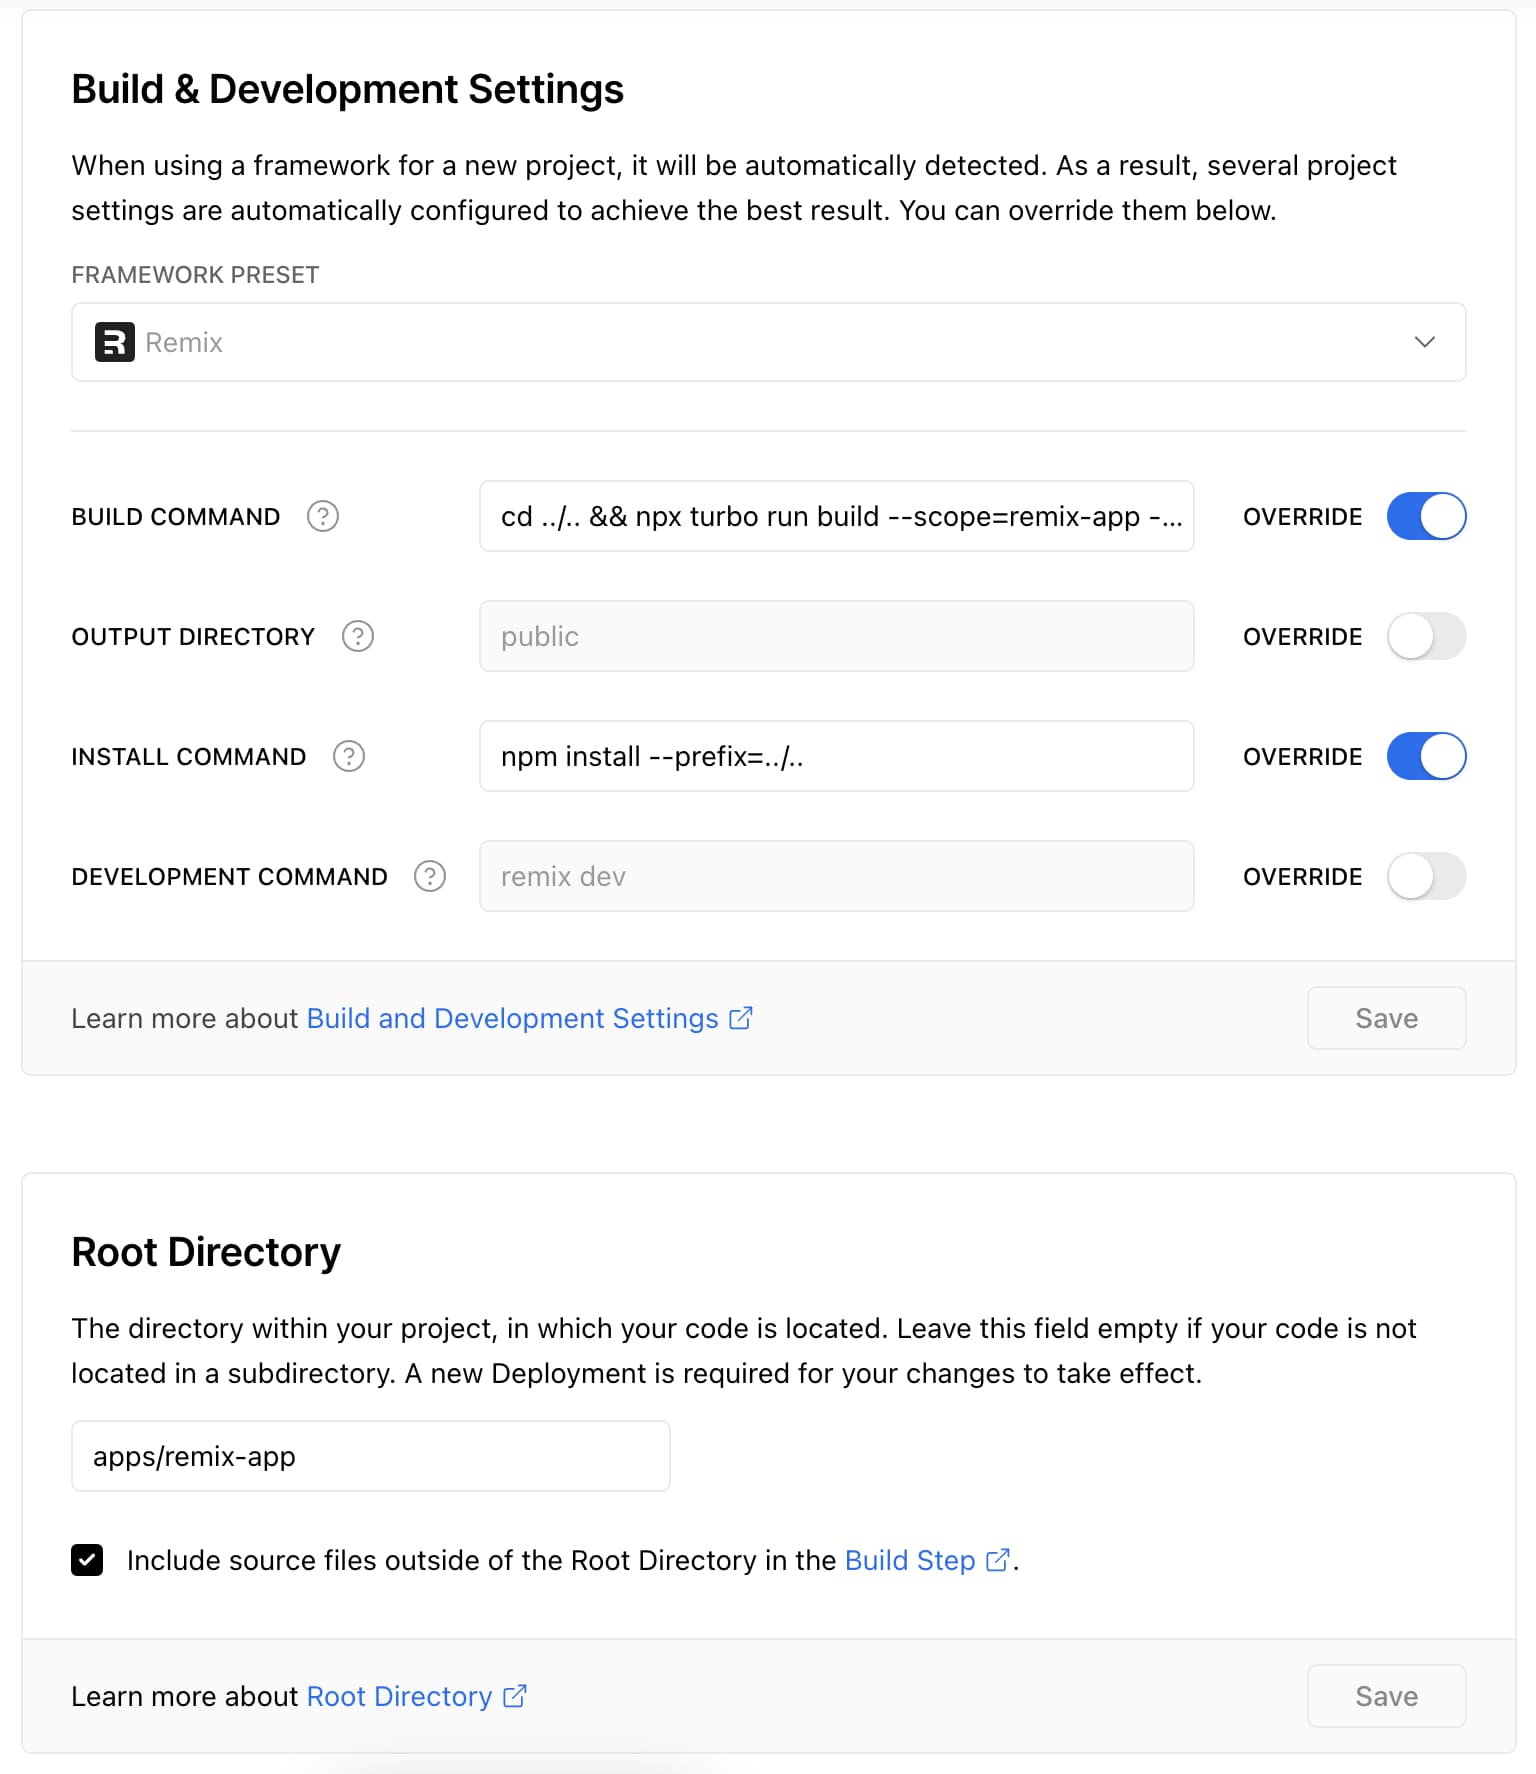 Build & Development Settings
When using a framework for a new project, it will be automatically detected. As a result, several project
settings are automatically configured to achieve the best result. You can override them below.
FRAMEWORK PRESET
Remix
BUILD COMMAND ? cd ../.. && npx turbo run build --scope=remix-app -... OVERRIDE
OUTPUT DIRECTORY ? public OVERRIDE
INSTALL COMMAND ? npm install --prefix=../.. OVERRIDE
DEVELOPMENT COMMAND ? remix dev OVERRIDE
Learn more about Build and Development Settings Save
Root Directory
The directory within your project, in which your code is located. Leave this field empty if your code is not
located in a subdirectory. A new Deployment is required for your changes to take effect.
apps/remix-app
Include source files outside of the Root Directory in the Build Step.
Learn more about Root Directory Save